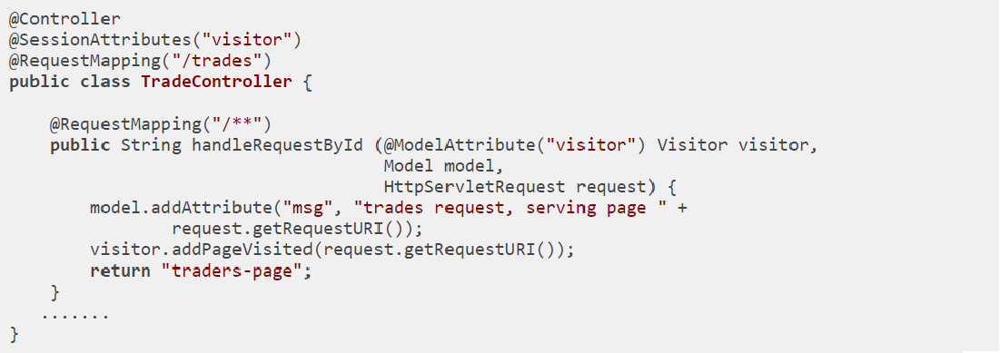 @Controller
@SessionAttributes("visitor")
@RequestMapping("/trades")
public class TradeController {
@RequestMapping("/**")
public String handleRequestById (@ModelAttribute("visitor") Visitor visitor,
Model model,
HttpServletRequest request) {
model.addAttribute("msg", "trades request, serving page " +
request.getRequestURI());
visitor.addPageVisited(request.getRequestURI());
return "traders-page";
}
.......
}